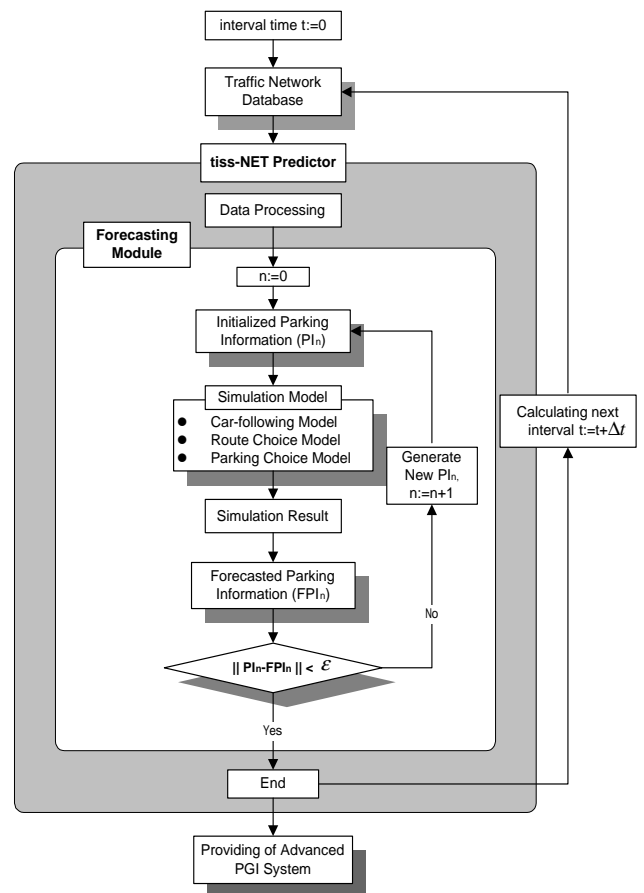 interval time t:=0
Traffic Network
Database
tiss-NET Predictor
Data Processing
Forecasting
Module
n:=0
Initialized Parking
Information (PIn)
Simulation Model
● Car-following Model
● Route Choice Model
● Parking Choice Model
Calculating next
interval t:=t+Δt
Generate
New PIn,
n:=n+1
Simulation Result
Forecasted Parking
Information (FPIn)
No
|| PIn-FPIn || < ε
Yes
End
Providing of Advanced
PGI System